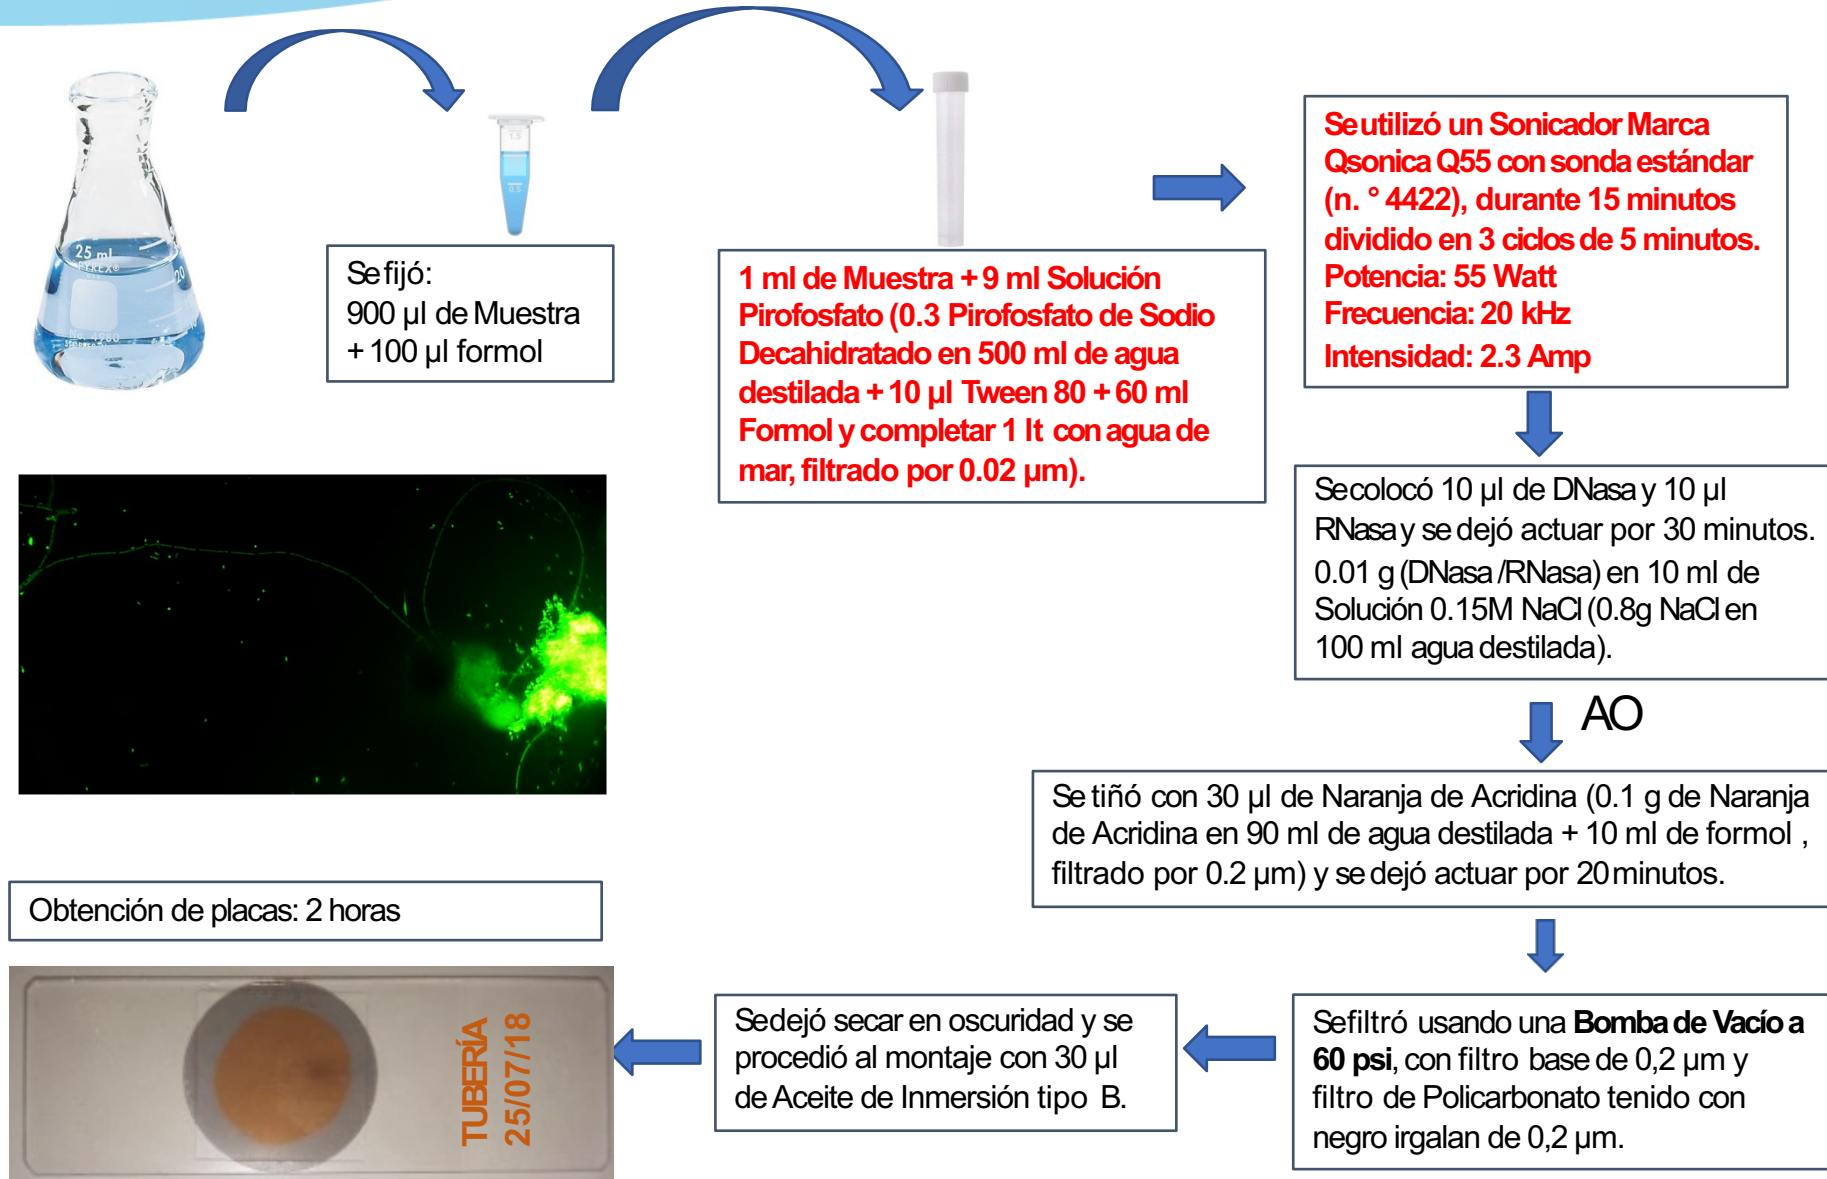 25 ml
PYREX®
20
No. 4980
1.5
0.5
Se fijó:
900 µl de Muestra
+ 100 µl formol
1 ml de Muestra + 9 ml Solución
Pirofosfato (0.3 Pirofosfato de Sodio
Decahidratado en 500 ml de agua
destilada + 10 µl Tween 80 + 60 ml
Formol y completar 1 lt con agua de
mar, filtrado por 0.02 µm).
Se utilizó un Sonicador Marca
Qsonica Q55 con sonda estándar
(n. ° 4422), durante 15 minutos
dividido en 3 ciclos de 5 minutos.
Potencia: 55 Watt
Frecuencia: 20 kHz
Intensidad: 2.3 Amp
Se colocó 10 µl de DNasa y 10 µl
RNasa y se dejó actuar por 30 minutos.
0.01 g (DNasa /RNasa) en 10 ml de
Solución 0.15M NaCl (0.8g NaCl en
100 ml agua destilada).
AO
Se tiñó con 30 µl de Naranja de Acridina (0.1 g de Naranja
de Acridina en 90 ml de agua destilada + 10 ml de formol ,
filtrado por 0.2 µm) y se dejó actuar por 20 minutos.
Se filtró usando una Bomba de Vacío a
60 psi, con filtro base de 0,2 µm y
filtro de Policarbonato tenido con
negro irgalan de 0,2 µm.
Se dejó secar en oscuridad y se
procedió al montaje con 30 µl
de Aceite de Inmersión tipo B.
Obtención de placas: 2 horas
TUBERÍA
25/07/18